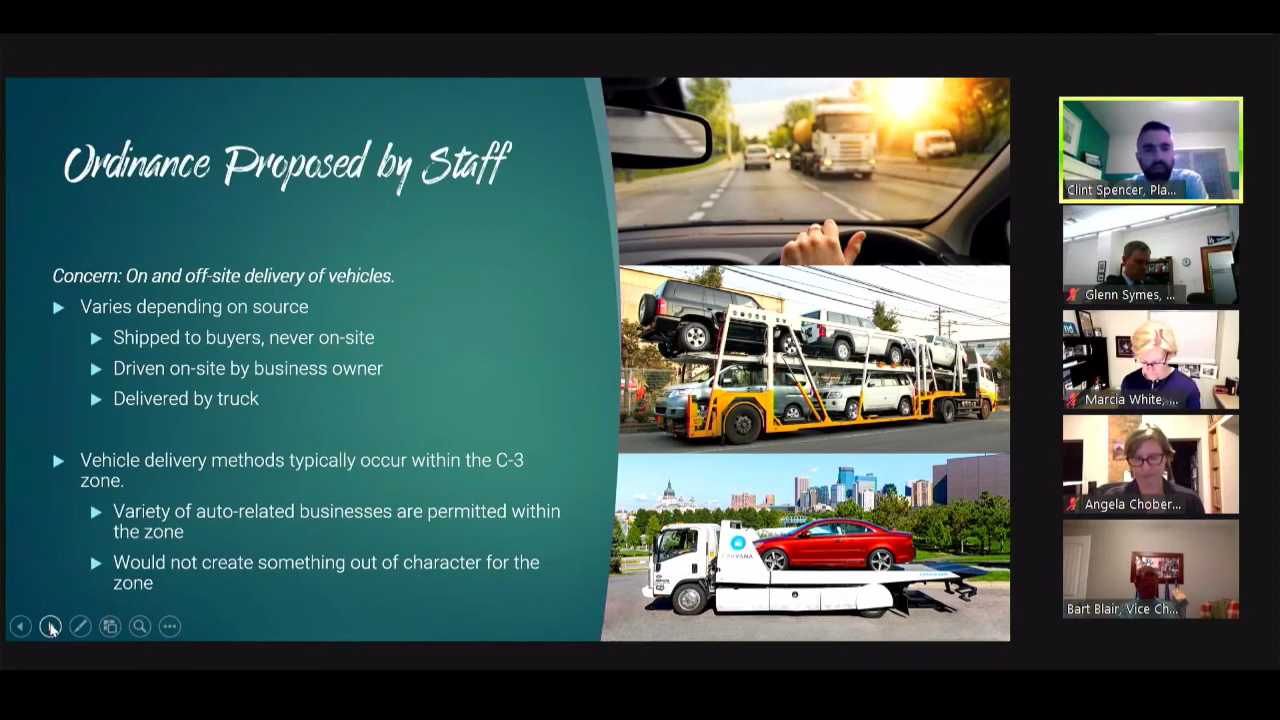 Ordinance Proposed by Staff
Concern: On and off-site delivery of vehicles.
Varies depending on source
Shipped to buyers, never on-site
Driven on-site by business owner
Delivered by truck
Vehicle delivery methods typically occur within the C-3
zone.
Variety of auto-related businesses are permitted within
the zone
Would not create something out of character for the
zone
CARVANA
Clint Spencer, Pla...
Glenn Symes, ...
Marcia White, ...
Angela Chober...
Bart Blair, Vice Ch...